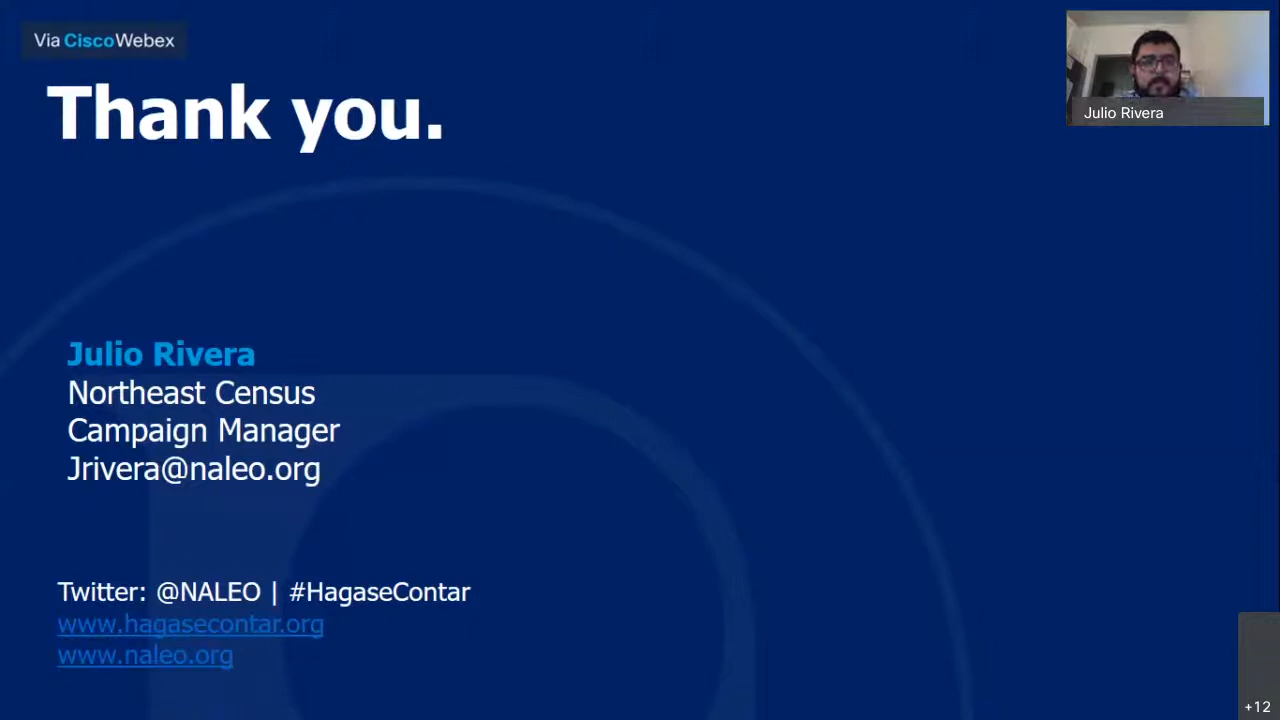 Via CiscoWebex
Thank you.
Julio Rivera
Julio Rivera
Northeast Census
Campaign Manager
Jrivera@naleo.org
Twitter: @NALEO | #HagaseContar
www.hagasecontar.org
www.naleo.org
+12